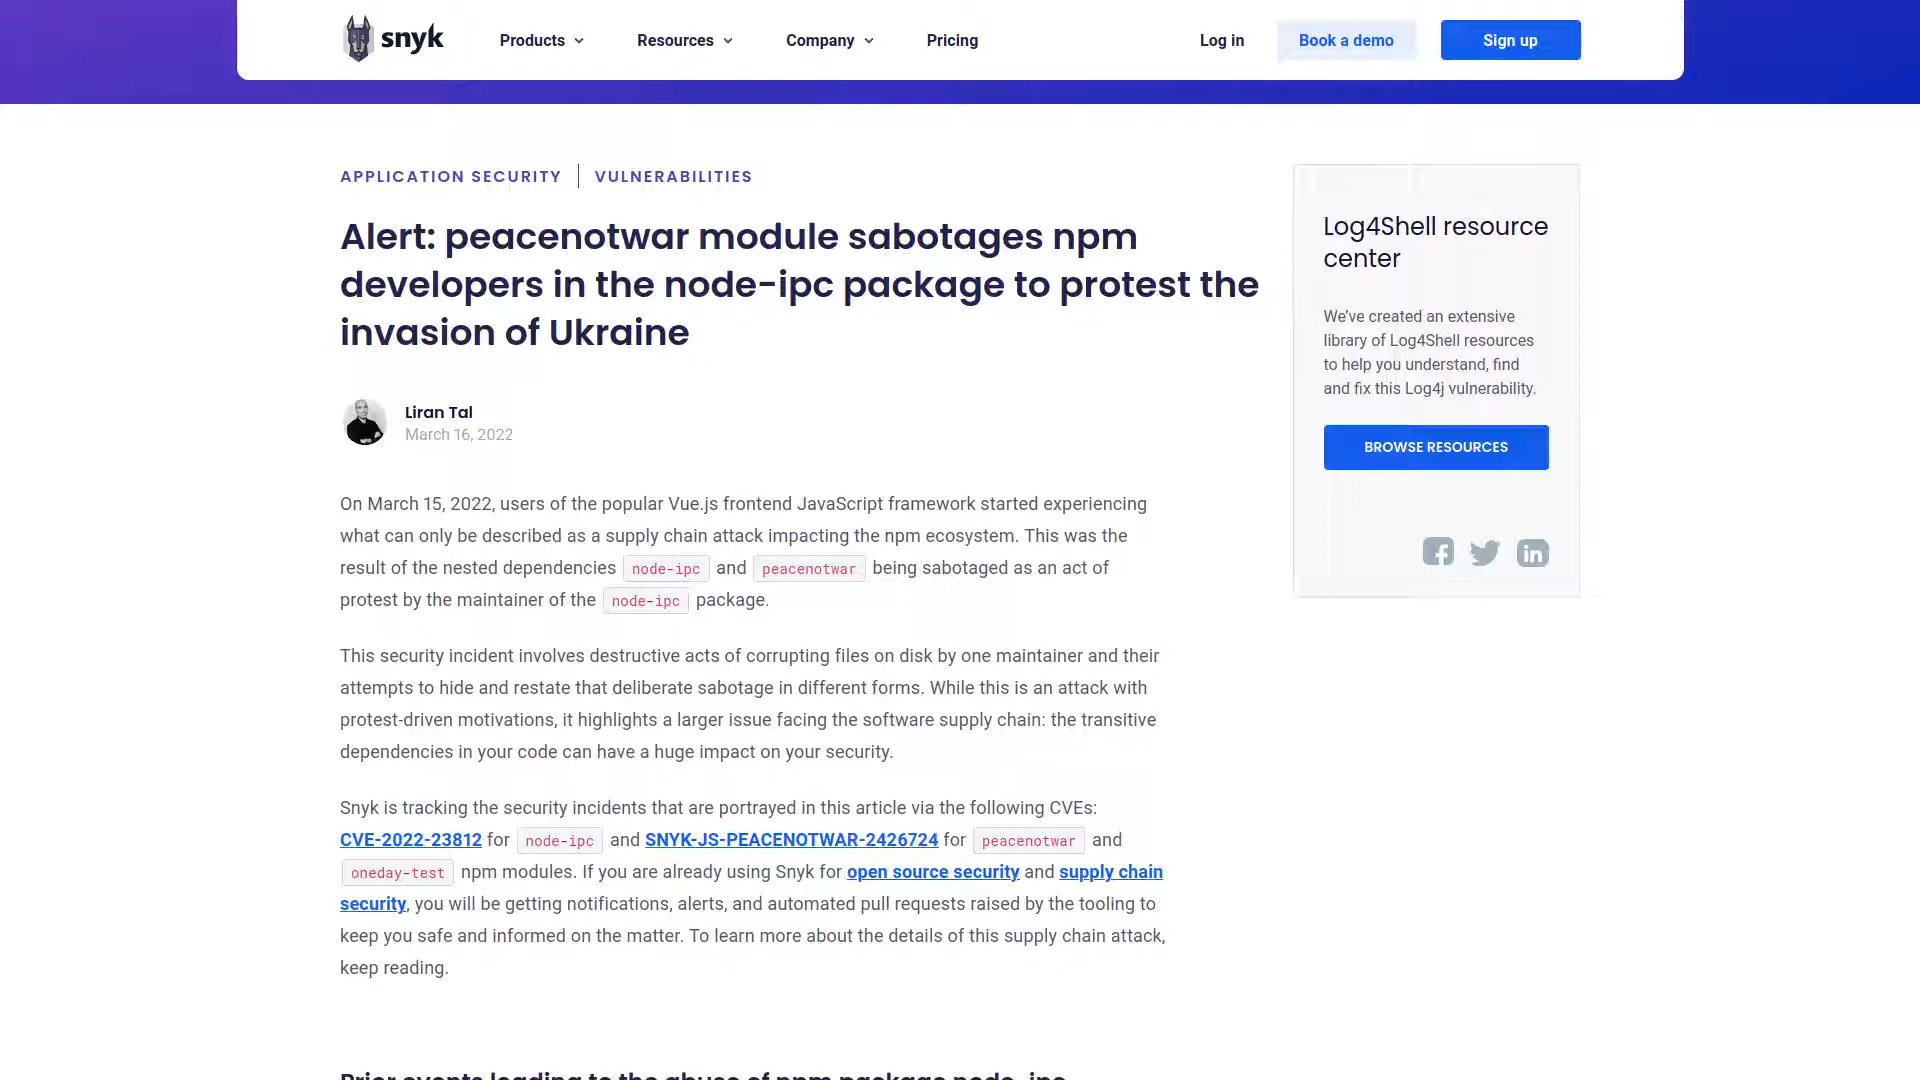 snyk
Products
Resources
Company
Pricing
Log in
Book a demo
Sign up
APPLICATION SECURITY
VULNERABILITIES
Alert: peacenotwar module sabotages npm
developers in the node-ipc package to protest the
invasion of Ukraine
Liran Tal
March 16, 2022
On March 15, 2022, users of the popular Vue.js frontend JavaScript framework started experiencing
what can only be described as a supply chain attack impacting the npm ecosystem. This was the
result of the nested dependencies node-ipc and peacenotwar being sabotaged as an act of
protest by the maintainer of the node-ipc package.
This security incident involves destructive acts of corrupting files on disk by one maintainer and their
attempts to hide and restate that deliberate sabotage in different forms. While this is an attack with
protest-driven motivations, it highlights a larger issue facing the software supply chain: the transitive
dependencies in your code can have a huge impact on your security.
Snyk is tracking the security incidents that are portrayed in this article via the following CVEs:
CVE-2022-23812 for node-ipc and SNYK-JS-PEACENOTWAR-2426724 for peacenotwar and
oneday-test npm modules. If you are already using Snyk for open source security and supply chain
security, you will be getting notifications, alerts, and automated pull requests raised by the tooling to
keep you safe and informed on the matter. To learn more about the details of this supply chain attack,
keep reading.
Prior events leading to the abuse of npm package node-ipc
Log4Shell resource
center
We've created an extensive
library of Log4Shell resources
to help you understand, find
and fix this Log4j vulnerability.
BROWSE RESOURCES